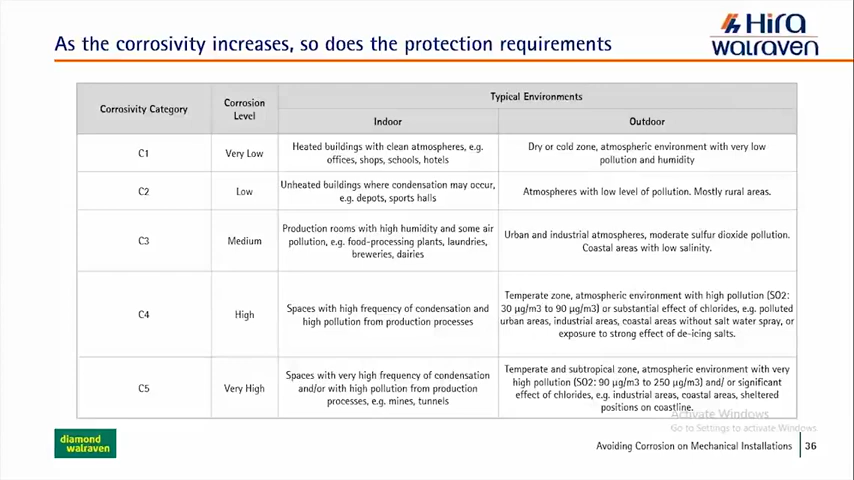 Hira
walraven
As the corrosivity increases, so does the protection requirements
Corrosivity Category
Corrosion
Level
Typical Environments
Indoor
Outdoor
C1
Very Low
Heated buildings with clean atmospheres, e.g.
offices, shops, schools, hotels
Dry or cold zone, atmospheric environment with very low
pollution and humidity
C2
Low
Unheated buildings where condensation may occur,
e.g. depots, sports halls
Atmospheres with low level of pollution. Mostly rural areas.
C3
Medium
Production rooms with high humidity and some air
pollution, e.g. food-processing plants, laundries,
breweries, dairies
Urban and industrial atmospheres, moderate sulfur dioxide pollution.
Coastal areas with low salinity.
C4
High
Spaces with high frequency of condensation and
high pollution from production processes
Temperate zone, atmospheric environment with high pollution (SO2:
30 µg/m3 to 90 µg/m3) or substantial effect of chlorides, e.g. polluted
urban areas, industrial areas, coastal areas without salt water spray, or
exposure to strong effect of de-icing salts.
C5
Very High
Spaces with very high frequency of condensation
and/or with high pollution from production
processes, e.g. mines, tunnels
Temperate and subtropical zone, atmospheric environment with very
high pollution (SO2: 90 µg/m3 to 250 µg/m3) and/ or significant
effect of chlorides, e.g. industrial areas, coastal areas, sheltered
positions on coastline.
Activate Windows
Go to Settings to activate Windows
diamond
walraven
Avoiding Corrosion on Mechanical Installations
36